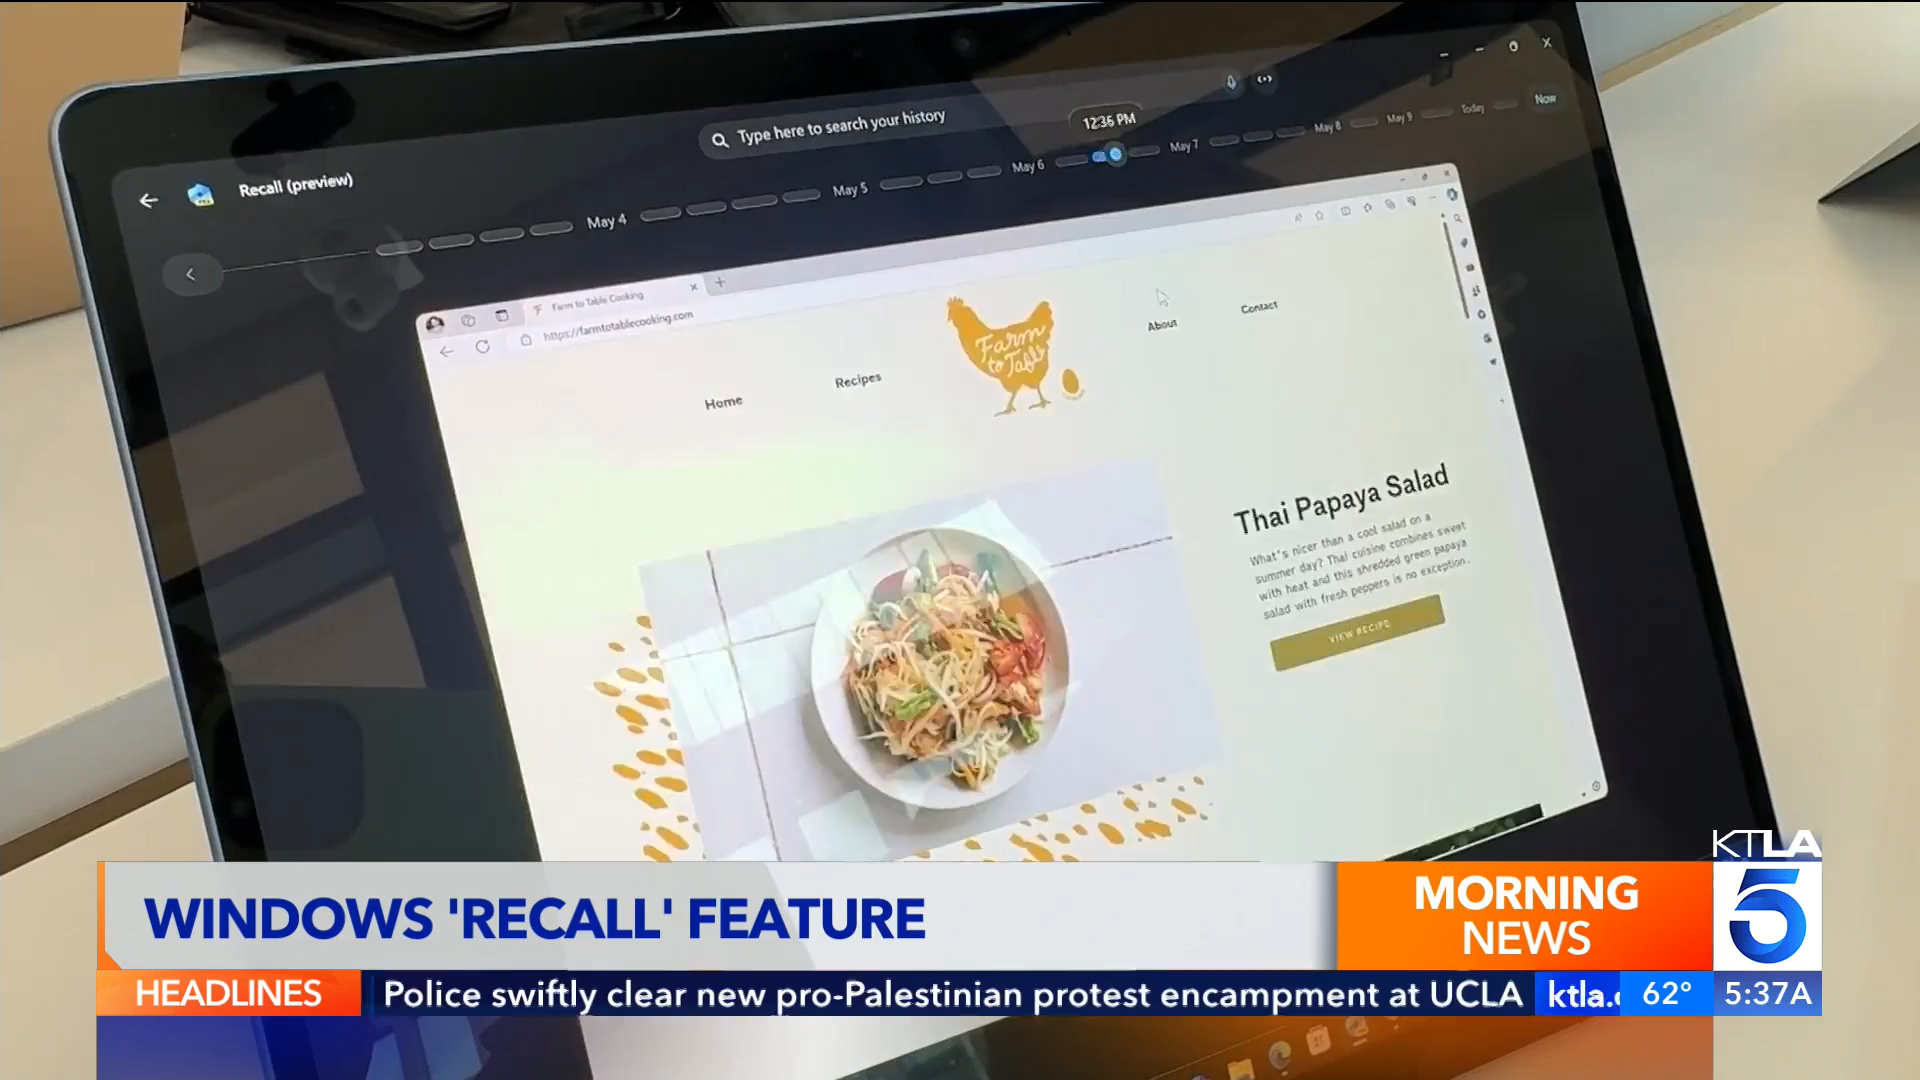 Type here to search your history
12:35 PM
Recall (preview)
May 4
May 5
May 6
May 7
May 8
May 9
Today
Now
Farm to Table Cooking
https://farmtotablecooking.com
Home
Recipes
Farm
to Table
About
Contact
Thai Papaya Salad
What's nicer than a cool salad on a
summer day? Thai cuisine combines sweet
with heat and this shredded green papaya
salad with fresh peppers is no exception.
VIEW RECIPE
KTLA
5
WINDOWS 'RECALL' FEATURE
MORNING
NEWS
HEADLINES
Police swiftly clear new pro-Palestinian protest encampment at UCLA
ktla.c
62°
5:37A